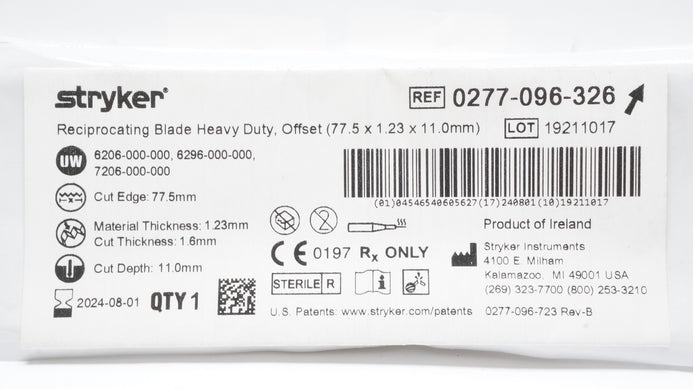 stryker®
REF 0277-096-326
Reciprocating Blade Heavy Duty, Offset (77.5 x 1.23 x 11.0mm)
LOT 19211017
UW 6206-000-000, 6296-000-000,
7206-000-000
(01)04546540605627(17)240801(10)19211017
Cut Edge: 77.5mm
Material Thickness: 1.23mm
Cut Thickness: 1.6mm
Cut Depth: 11.0mm
2024-08-01 QTY 1
2
CE 0197 Rx ONLY
STERILE R
U.S. Patents: www.stryker.com/patents
Product of Ireland
Stryker Instruments
4100 E. Milham
Kalamazoo, MI 49001 USA
(269) 323-7700 (800) 253-3210
0277-096-723 Rev-B